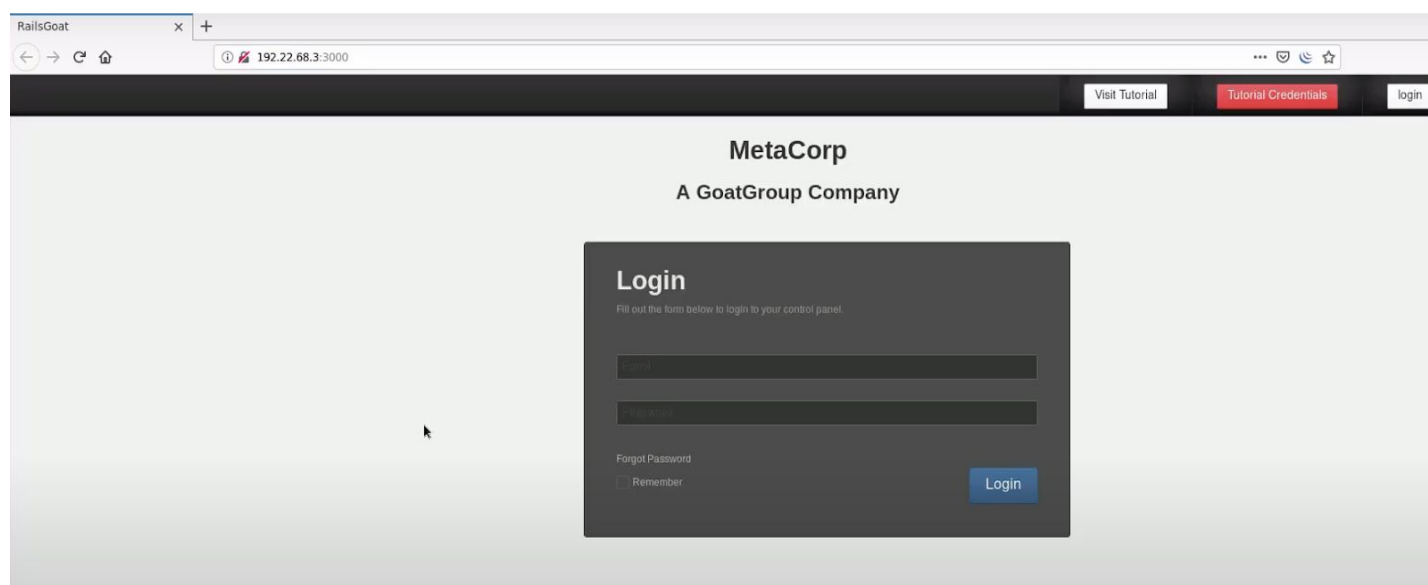 RailsGoat
192.22.68.3:3000
Visit Tutorial Tutorial Credentials login
MetaCorp
A GoatGroup Company
Login
Fill out the form below to login to your control panel.
Email
Password
Forgot Password
Remember
Login